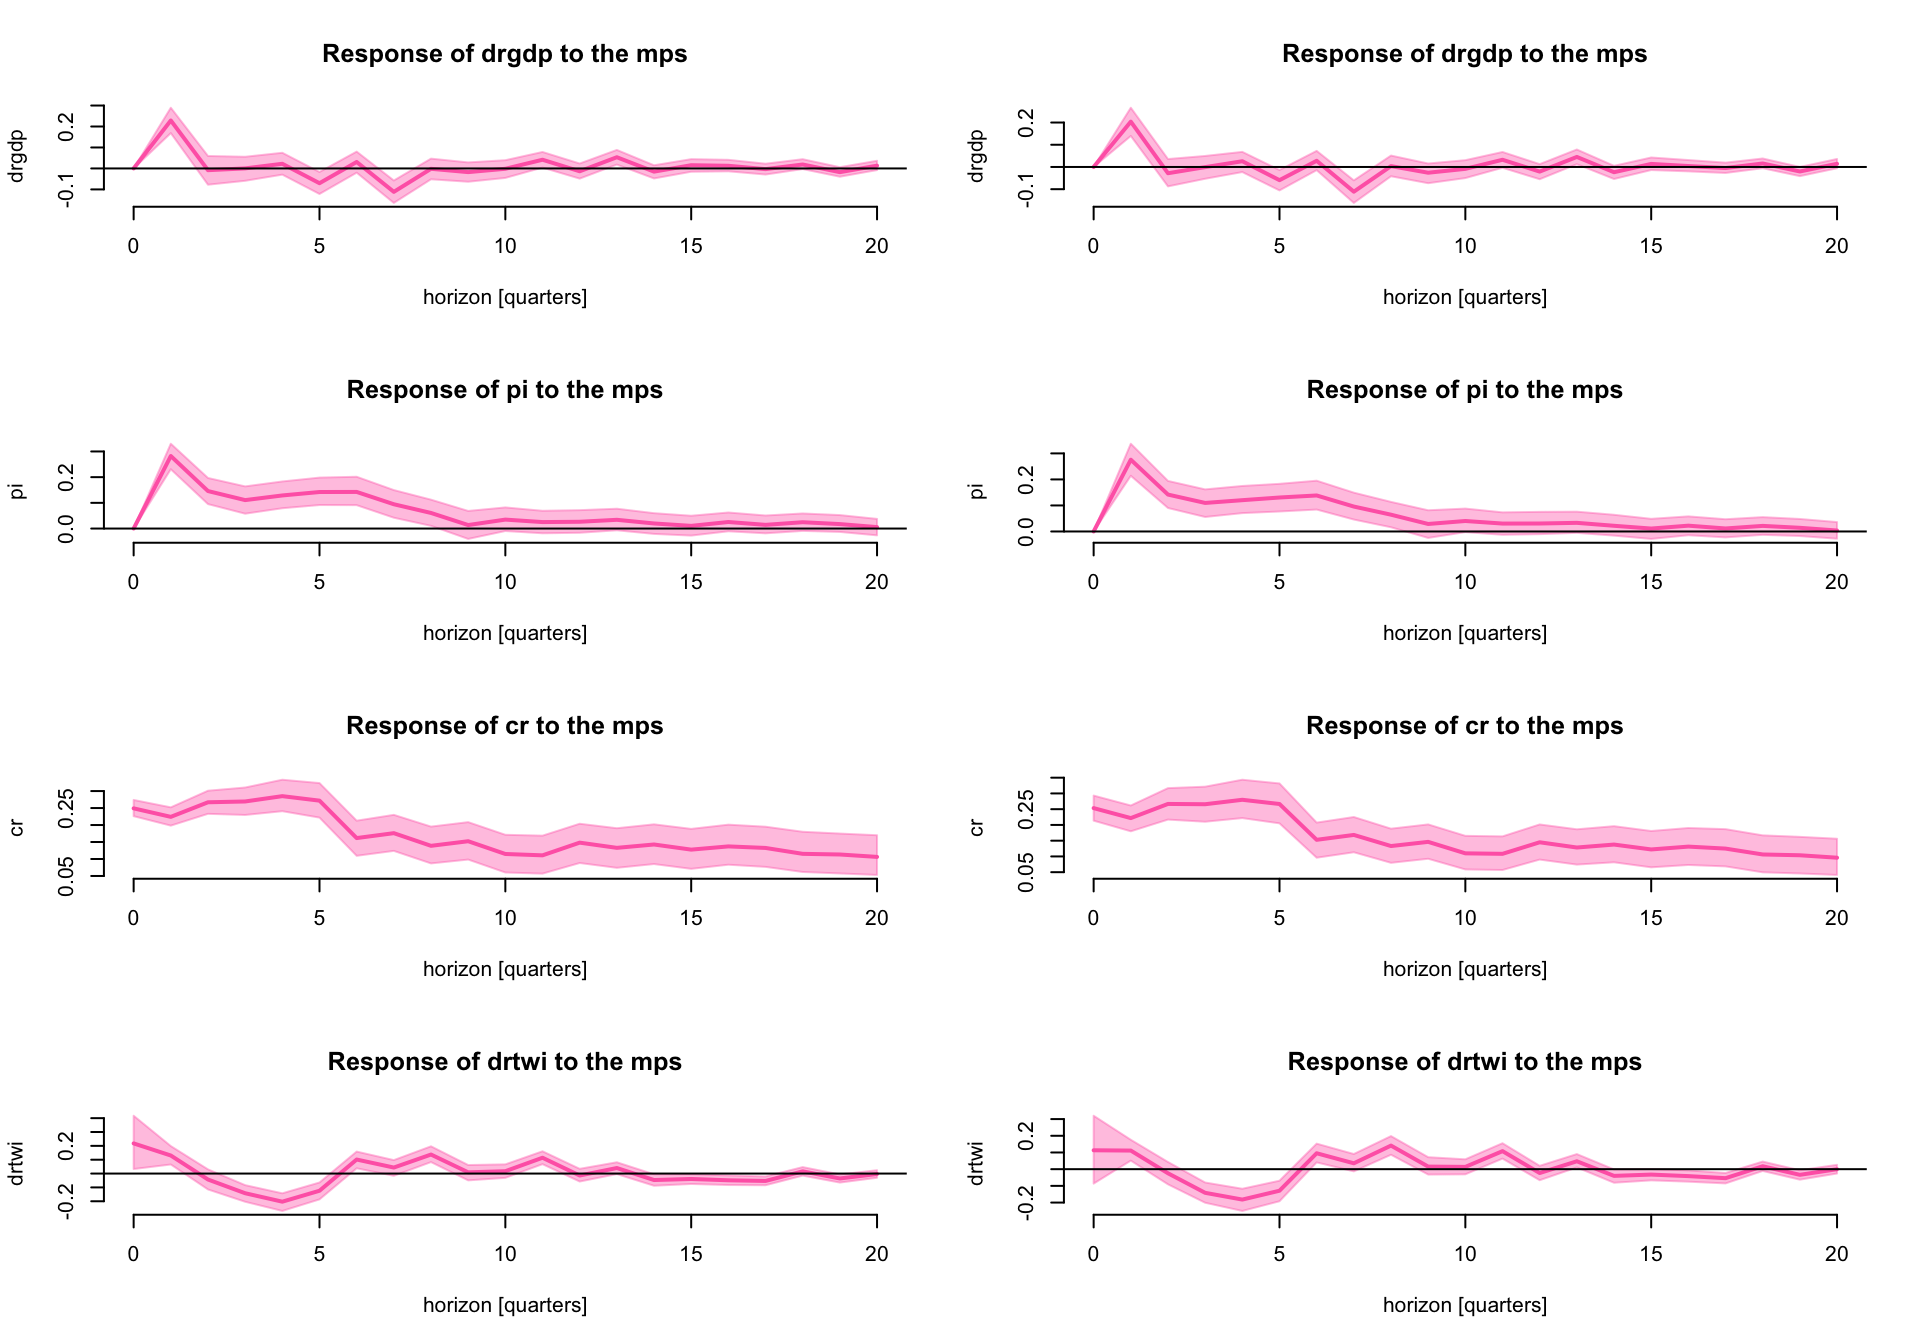 Response of drgdp to the mps
drgdp
0.2
-0.1
0 5 10 15 20
horizon [quarters]
Response of drgdp to the mps
drgdp
0.2
-0.1
0 5 10 15 20
horizon [quarters]
Response of pi to the mps
pi
0.2
0.0
0 5 10 15 20
horizon [quarters]
Response of pi to the mps
pi
0.2
0.0
0 5 10 15 20
horizon [quarters]
Response of cr to the mps
cr
0.25
0.05
0 5 10 15 20
horizon [quarters]
Response of cr to the mps
cr
0.25
0.05
0 5 10 15 20
horizon [quarters]
Response of drtwi to the mps
drtwi
0.2
-0.2
0 5 10 15 20
horizon [quarters]
Response of drtwi to the mps
drtwi
0.2
-0.2
0 5 10 15 20
horizon [quarters]